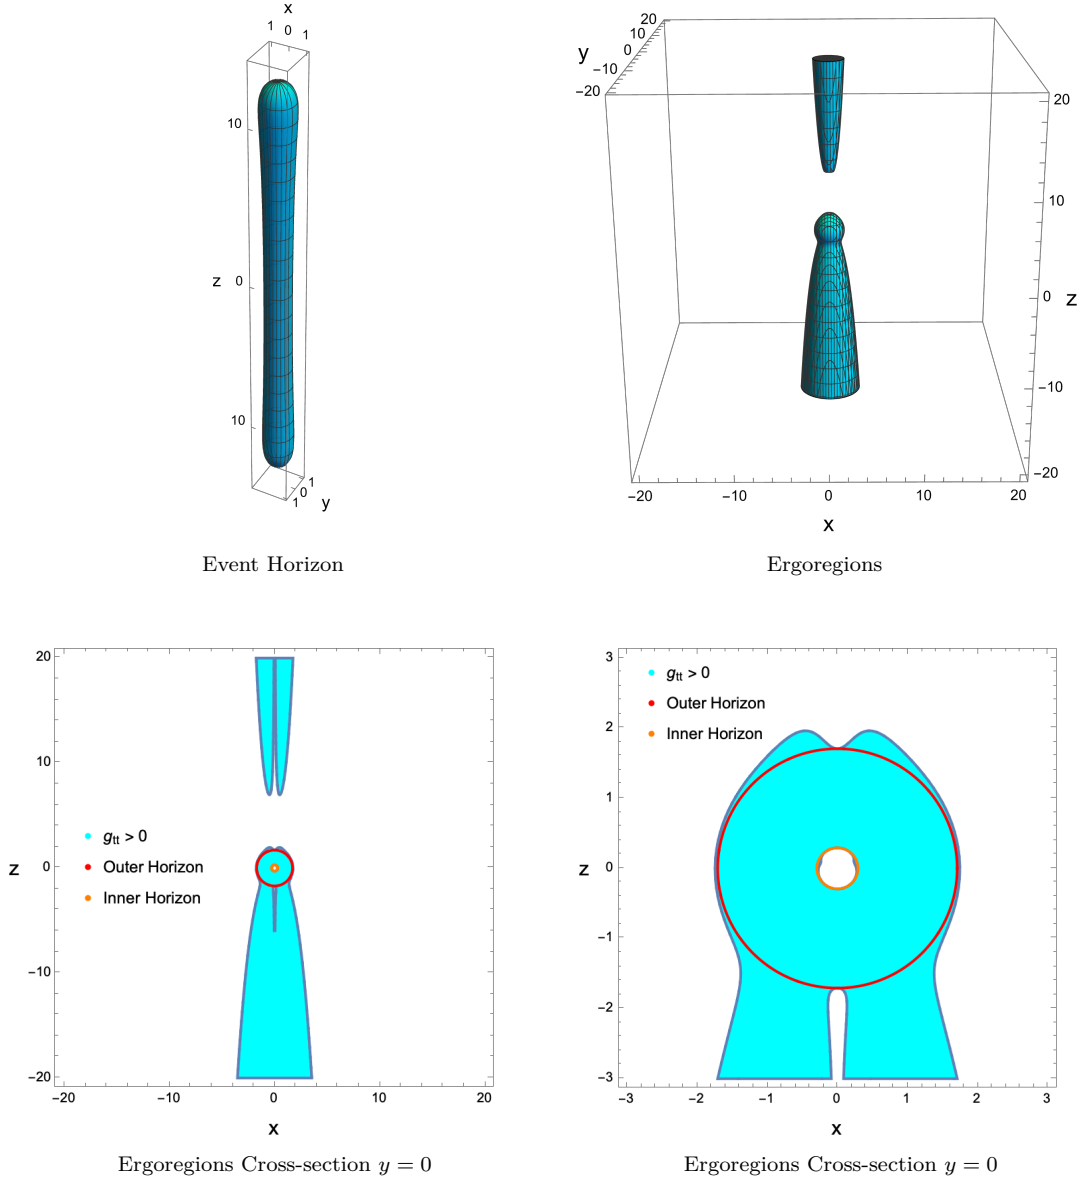 x
1 0 1
10
z 0
10
1
0
1
y
Event Horizon
20
10
y 0
−10
−20
20
10
0 z
−10
−20
−20 −10 0 10 20
x
Ergoregions
20
10
g_tt > 0
z 0 Outer Horizon
Inner Horizon
−10
−20
−20 −10 0 10 20
x
Ergoregions Cross-section y = 0
3
g_tt > 0
Outer Horizon
2
Inner Horizon
1
z 0
−1
−2
−3
−3 −2 −1 0 1 2 3
x
Ergoregions Cross-section y = 0